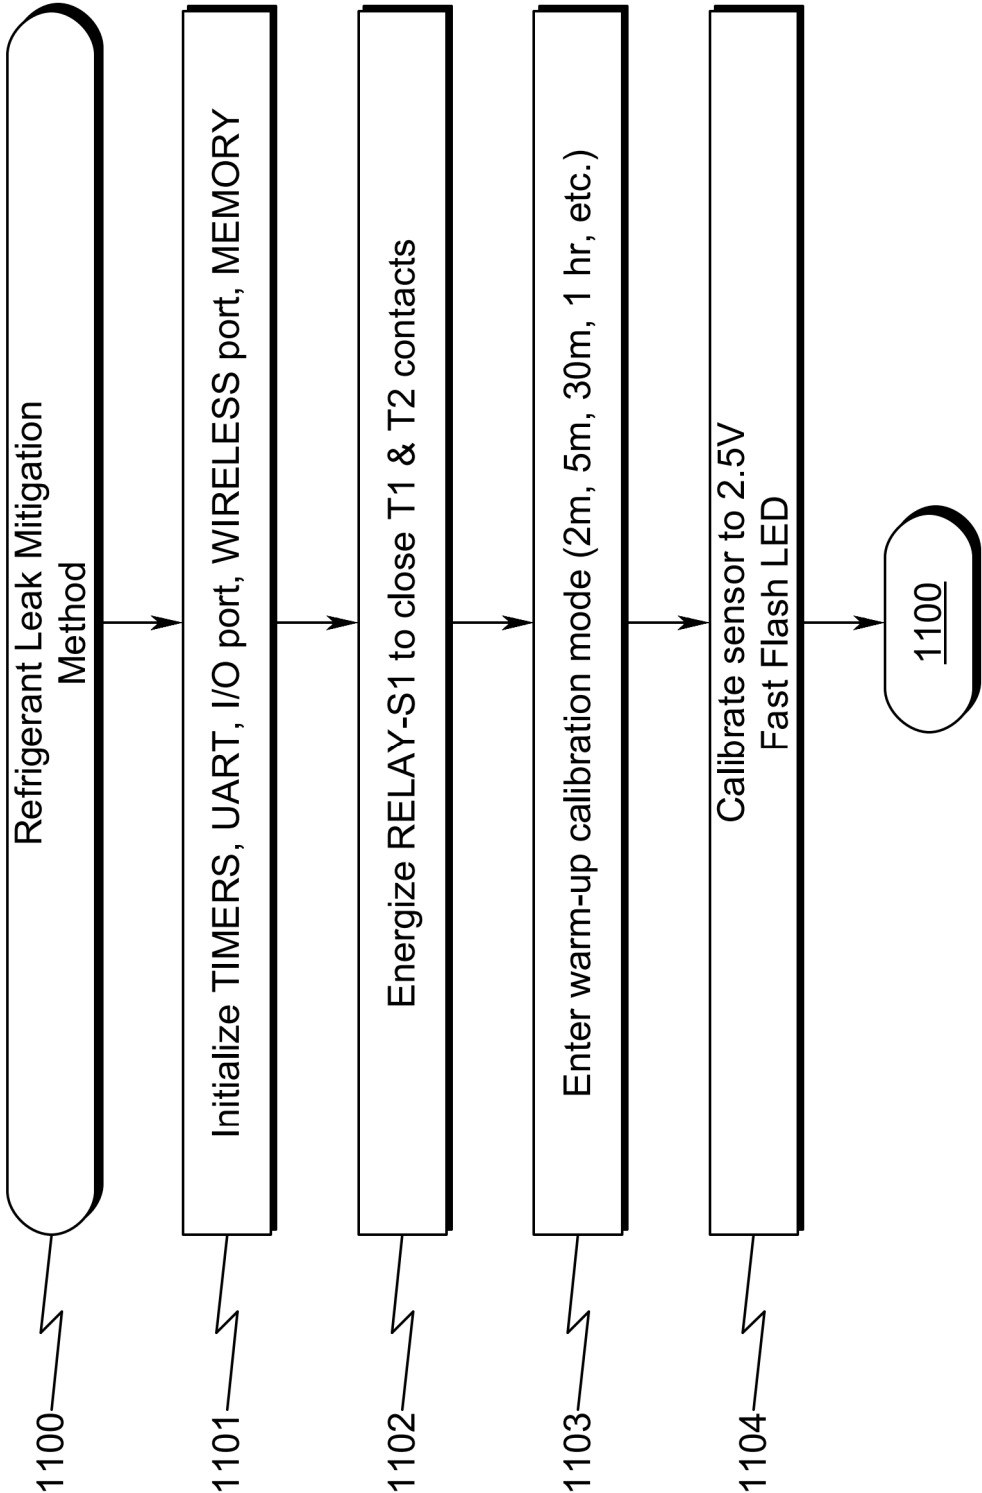 1100
Refrigerant Leak Mitigation
Method
1101
Initialize TIMERS, UART, I/O port, WIRELESS port, MEMORY
1102
Energize RELAY-S1 to close T1 & T2 contacts
1103
Enter warm-up calibration mode (2m, 5m, 30m, 1 hr, etc.)
1104
Calibrate sensor to 2.5V
Fast Flash LED
1100